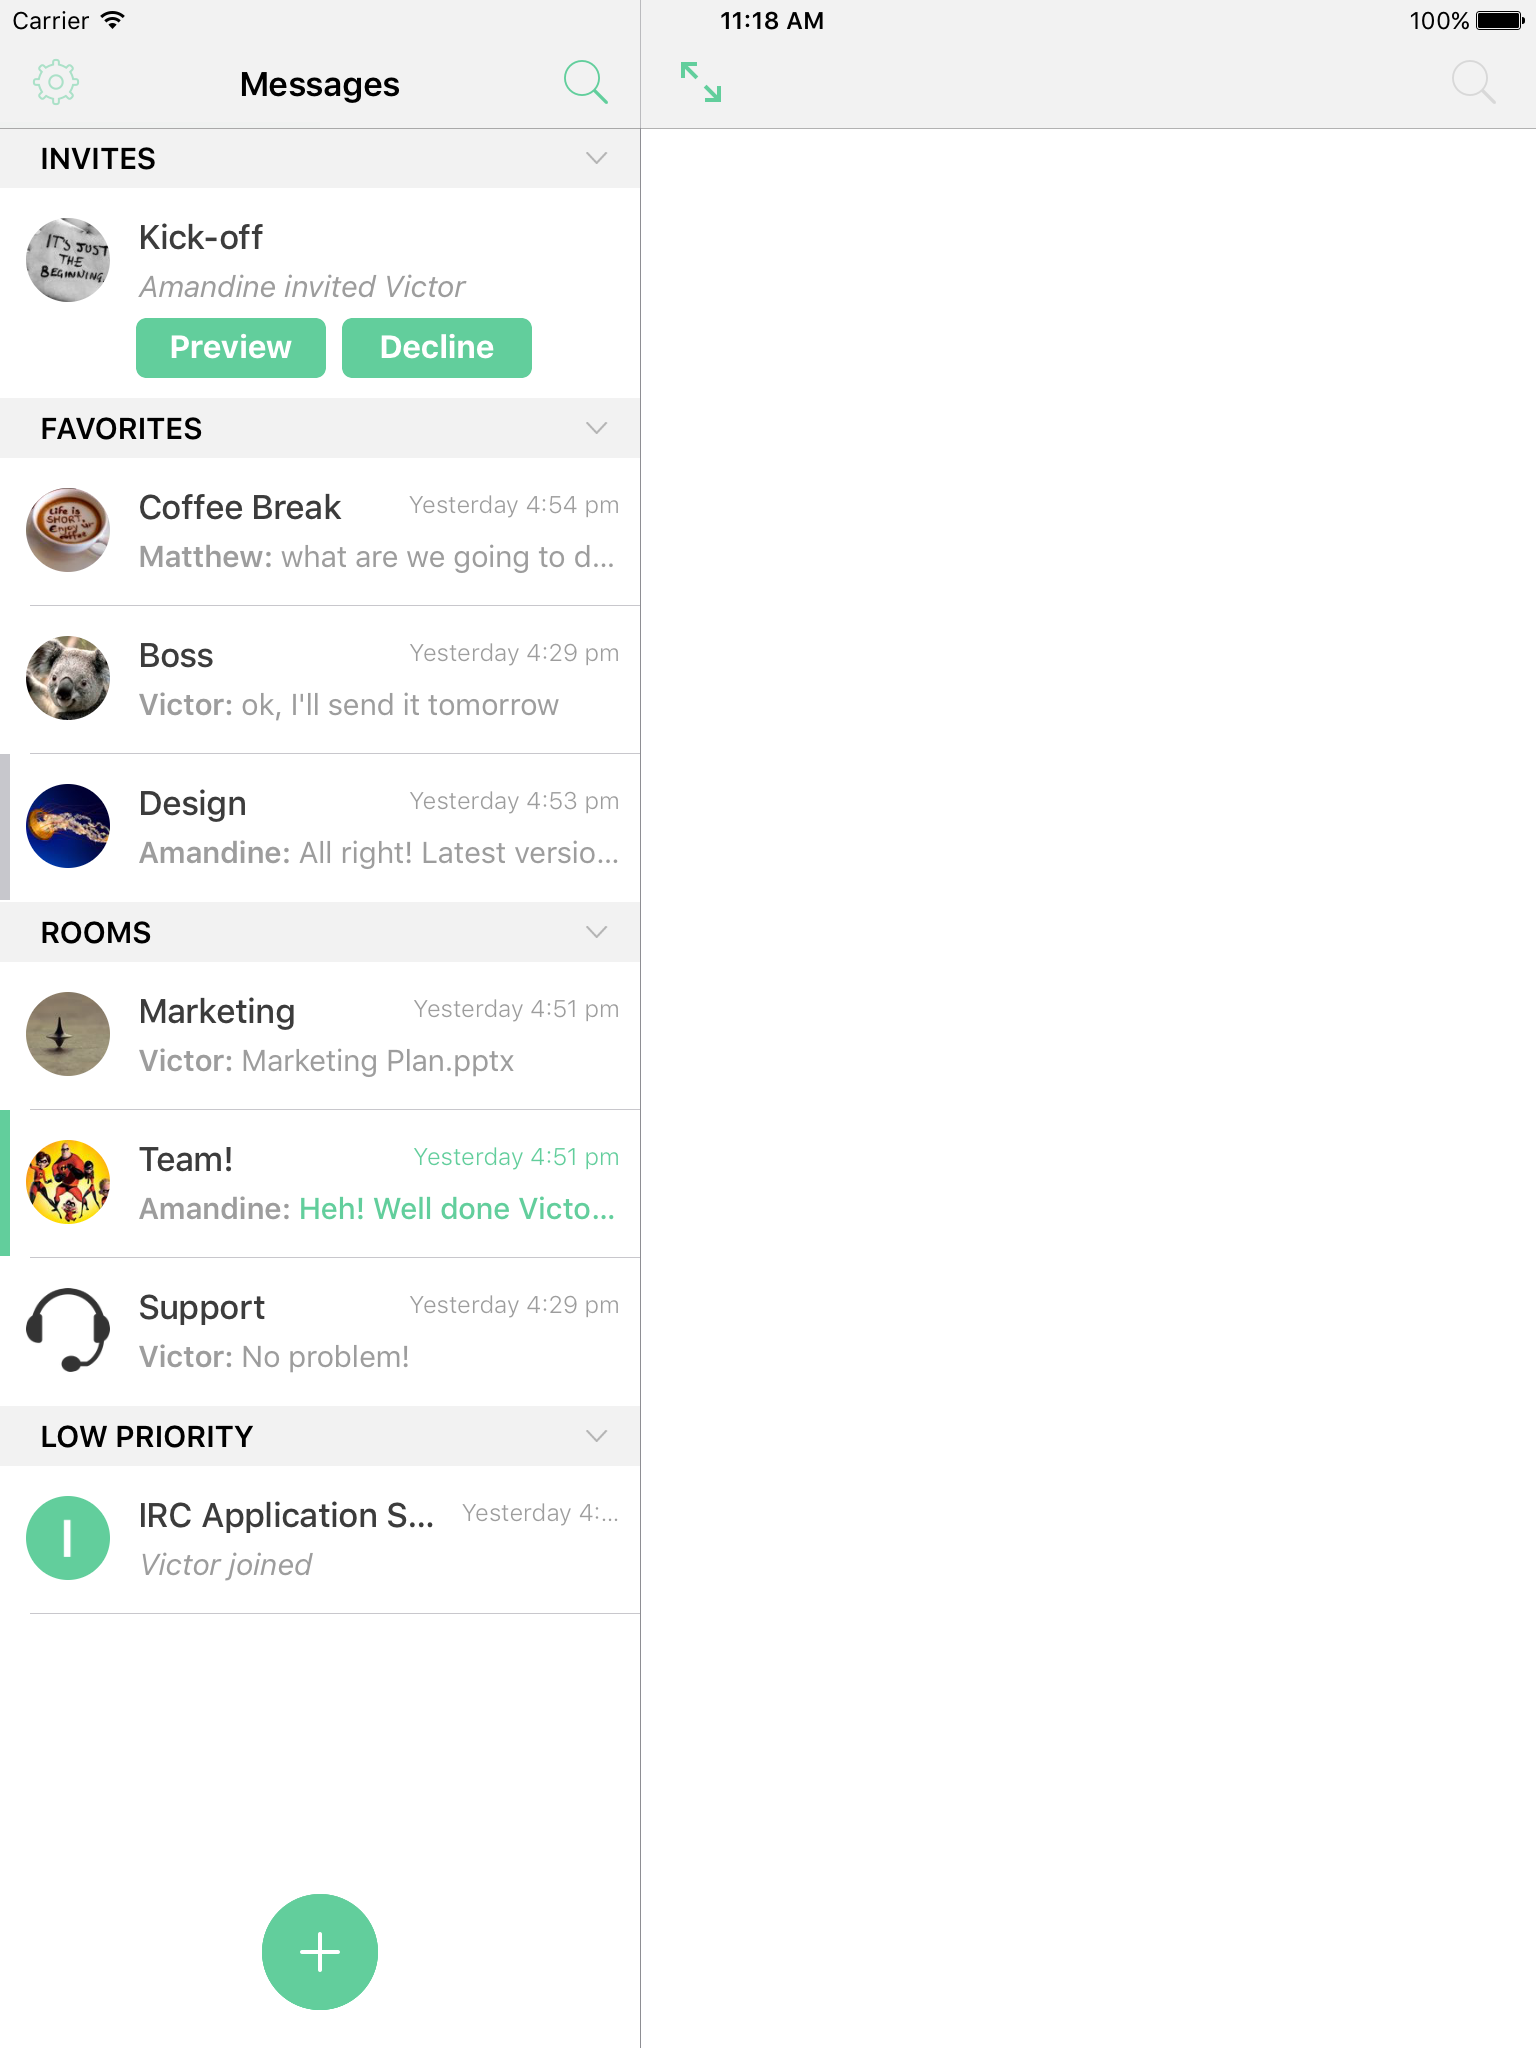 Carrier
11:18 AM
100%
Messages
INVITES
IT'S JUST
THE
BEGINNING.
Kick-off
Amandine invited Victor
Preview
Decline
FAVORITES
Life is
SHORT.
Enjoy ur
coffee
Coffee Break
Yesterday 4:54 pm
Matthew: what are we going to d...
Boss
Yesterday 4:29 pm
Victor: ok, I'll send it tomorrow
Design
Yesterday 4:53 pm
Amandine: All right! Latest versio...
ROOMS
Marketing
Yesterday 4:51 pm
Victor: Marketing Plan.pptx
Team!
Yesterday 4:51 pm
Amandine: Heh! Well done Victo...
Support
Yesterday 4:29 pm
Victor: No problem!
LOW PRIORITY
I
IRC Application S...
Yesterday 4:...
Victor joined